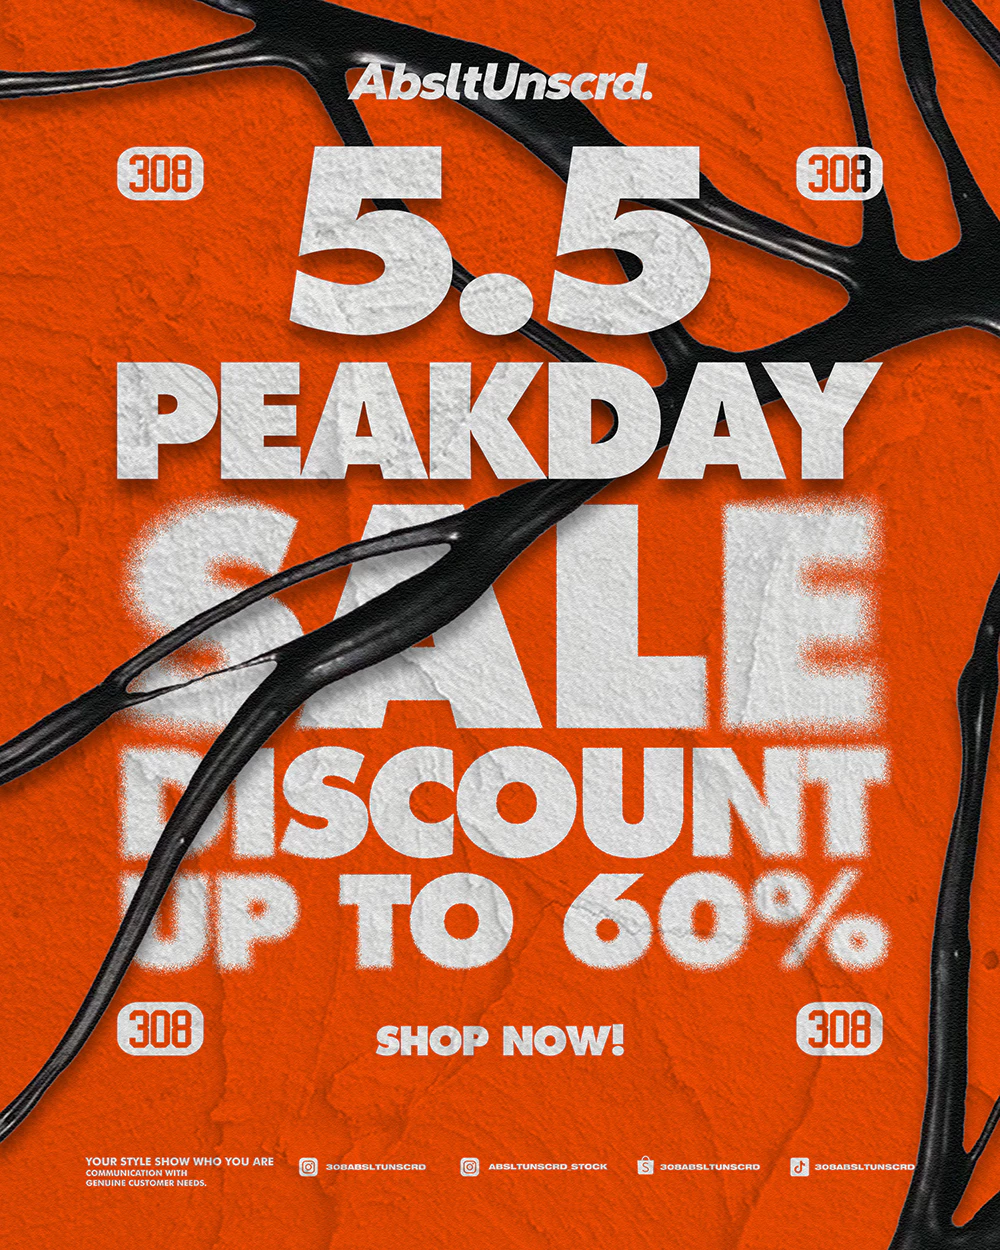 AbsltUnscrd.
308
308
5.5
PEAKDAY
SALE
DISCOUNT
UP TO 60%
308
SHOP NOW!
308
YOUR STYLE SHOW WHO YOU ARE
COMMUNICATION WITH
GENUINE CUSTOMER NEEDS.
308ABSLTUNSCRD
ABSLTUNSCRD_STOCK
308ABSLTUNSCRD
308ABSLTUNSCRD